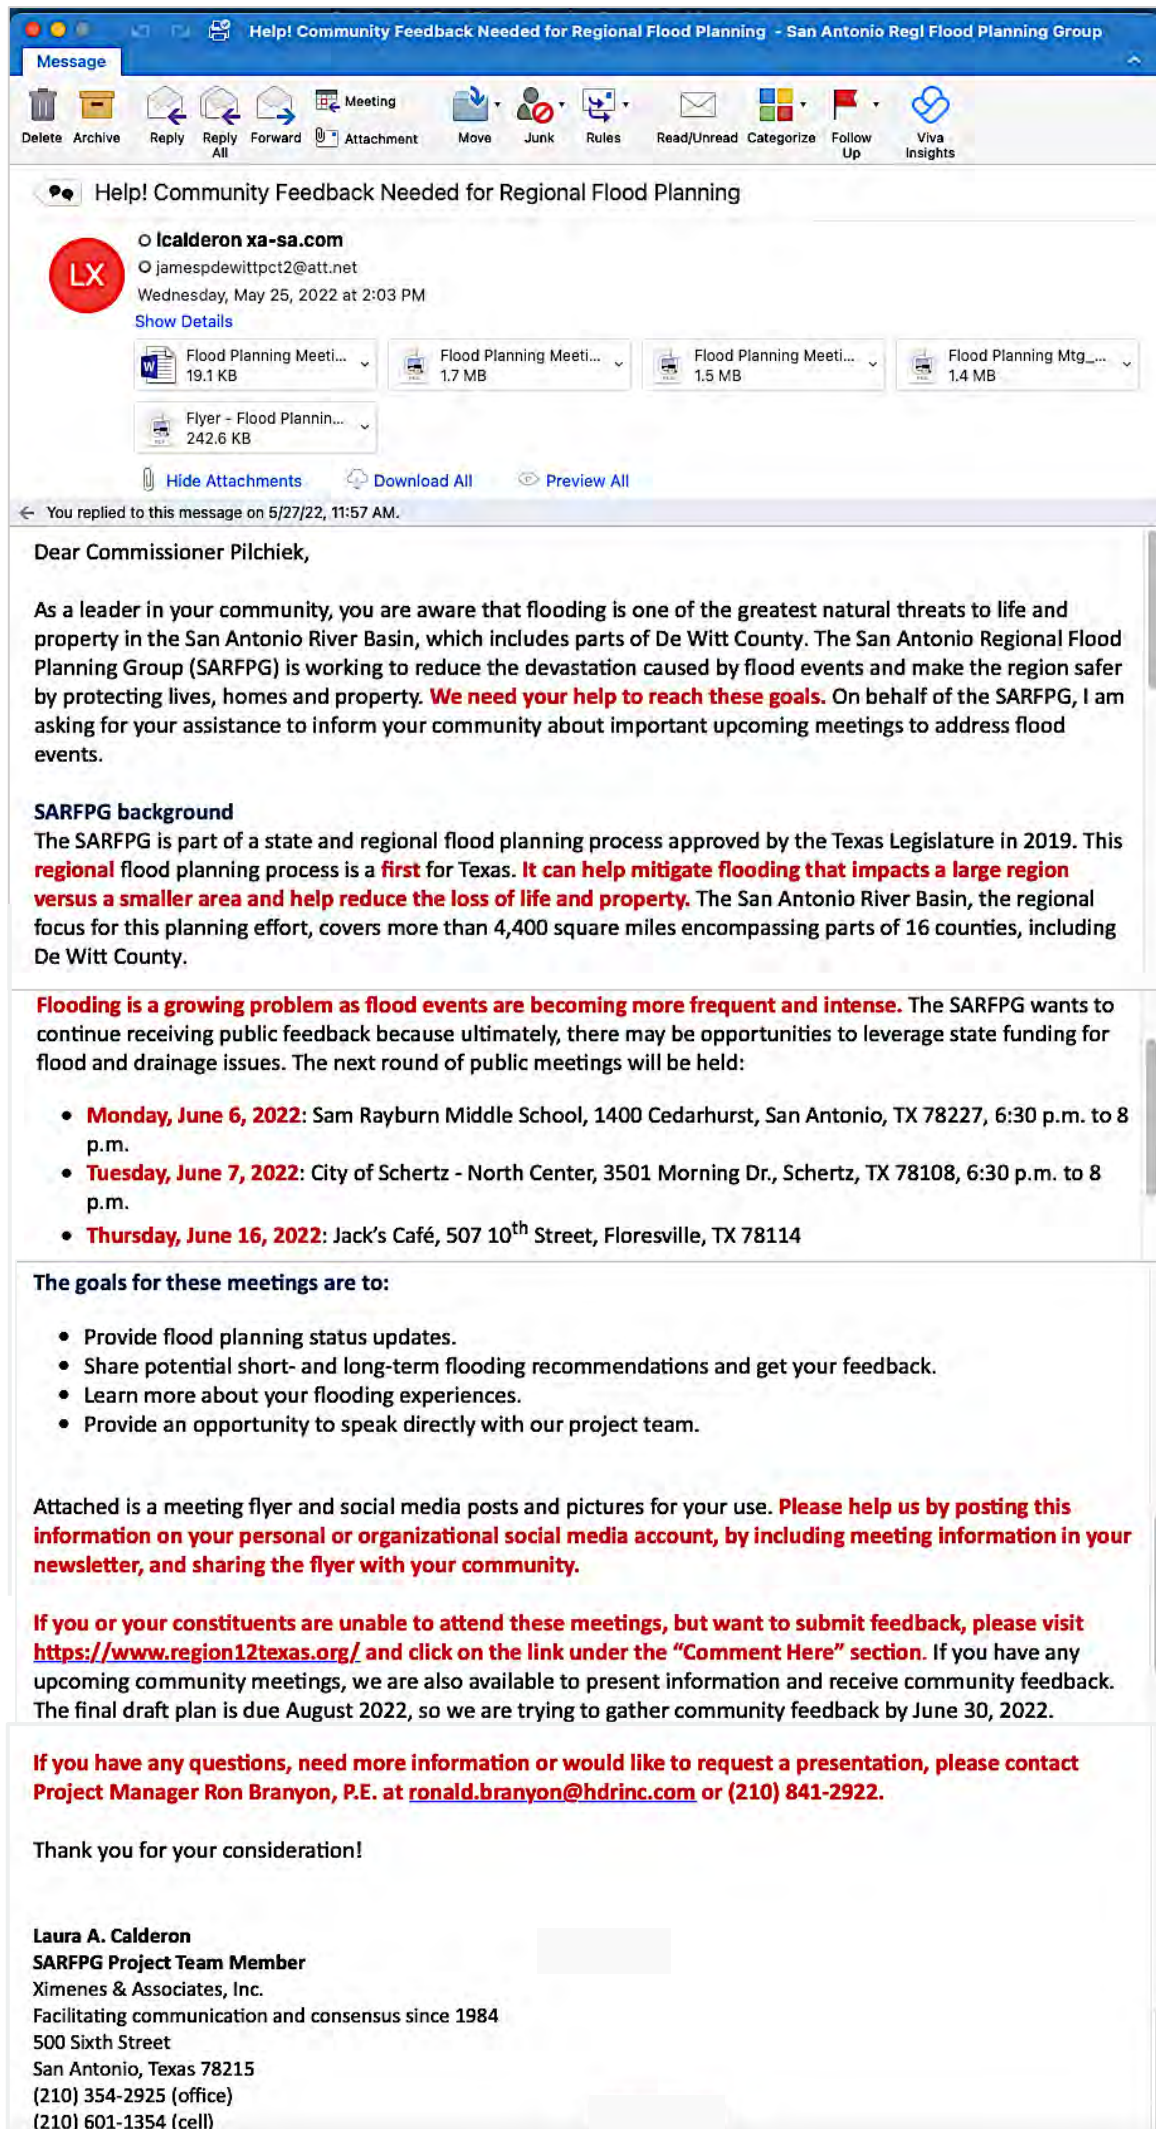 Help! Community Feedback Needed for Regional Flood Planning - San Antonio Regl Flood Planning Group
Message
Delete
Archive
Reply
Reply All
Forward
Meeting
Attachment
Move
Junk
Rules
Read/Unread
Categorize
Follow Up
Viva Insights
Help! Community Feedback Needed for Regional Flood Planning
LX
lcalderon xa-sa.com
jamespdewittpct2@att.net
Wednesday, May 25, 2022 at 2:03 PM
Show Details
Flood Planning Meeti...
19.1 KB
Flood Planning Meeti...
1.7 MB
Flood Planning Meeti...
1.5 MB
Flood Planning Mtg_...
1.4 MB
Flyer - Flood Plannin...
242.6 KB
Hide Attachments
Download All
Preview All
You replied to this message on 5/27/22, 11:57 AM.
Dear Commissioner Pilchiek,
As a leader in your community, you are aware that flooding is one of the greatest natural threats to life and
property in the San Antonio River Basin, which includes parts of De Witt County. The San Antonio Regional Flood
Planning Group (SARFPG) is working to reduce the devastation caused by flood events and make the region safer
by protecting lives, homes and property. We need your help to reach these goals. On behalf of the SARFPG, I am
asking for your assistance to inform your community about important upcoming meetings to address flood
events.
SARFPG background
The SARFPG is part of a state and regional flood planning process approved by the Texas Legislature in 2019. This
regional flood planning process is a first for Texas. It can help mitigate flooding that impacts a large region
versus a smaller area and help reduce the loss of life and property. The San Antonio River Basin, the regional
focus for this planning effort, covers more than 4,400 square miles encompassing parts of 16 counties, including
De Witt County.
Flooding is a growing problem as flood events are becoming more frequent and intense. The SARFPG wants to
continue receiving public feedback because ultimately, there may be opportunities to leverage state funding for
flood and drainage issues. The next round of public meetings will be held:
• Monday, June 6, 2022: Sam Rayburn Middle School, 1400 Cedarhurst, San Antonio, TX 78227, 6:30 p.m. to 8
p.m.
• Tuesday, June 7, 2022: City of Schertz - North Center, 3501 Morning Dr., Schertz, TX 78108, 6:30 p.m. to 8
p.m.
• Thursday, June 16, 2022: Jack's Café, 507 10th Street, Floresville, TX 78114
The goals for these meetings are to:
• Provide flood planning status updates.
• Share potential short- and long-term flooding recommendations and get your feedback.
• Learn more about your flooding experiences.
• Provide an opportunity to speak directly with our project team.
Attached is a meeting flyer and social media posts and pictures for your use. Please help us by posting this
information on your personal or organizational social media account, by including meeting information in your
newsletter, and sharing the flyer with your community.
If you or your constituents are unable to attend these meetings, but want to submit feedback, please visit
https://www.region12texas.org/ and click on the link under the “Comment Here” section. If you have any
upcoming community meetings, we are also available to present information and receive community feedback.
The final draft plan is due August 2022, so we are trying to gather community feedback by June 30, 2022.
If you have any questions, need more information or would like to request a presentation, please contact
Project Manager Ron Branyon, P.E. at ronald.branyon@hdrinc.com or (210) 841-2922.
Thank you for your consideration!
Laura A. Calderon
SARFPG Project Team Member
Ximenes & Associates, Inc.
Facilitating communication and consensus since 1984
500 Sixth Street
San Antonio, Texas 78215
(210) 354-2925 (office)
(210) 601-1354 (cell)